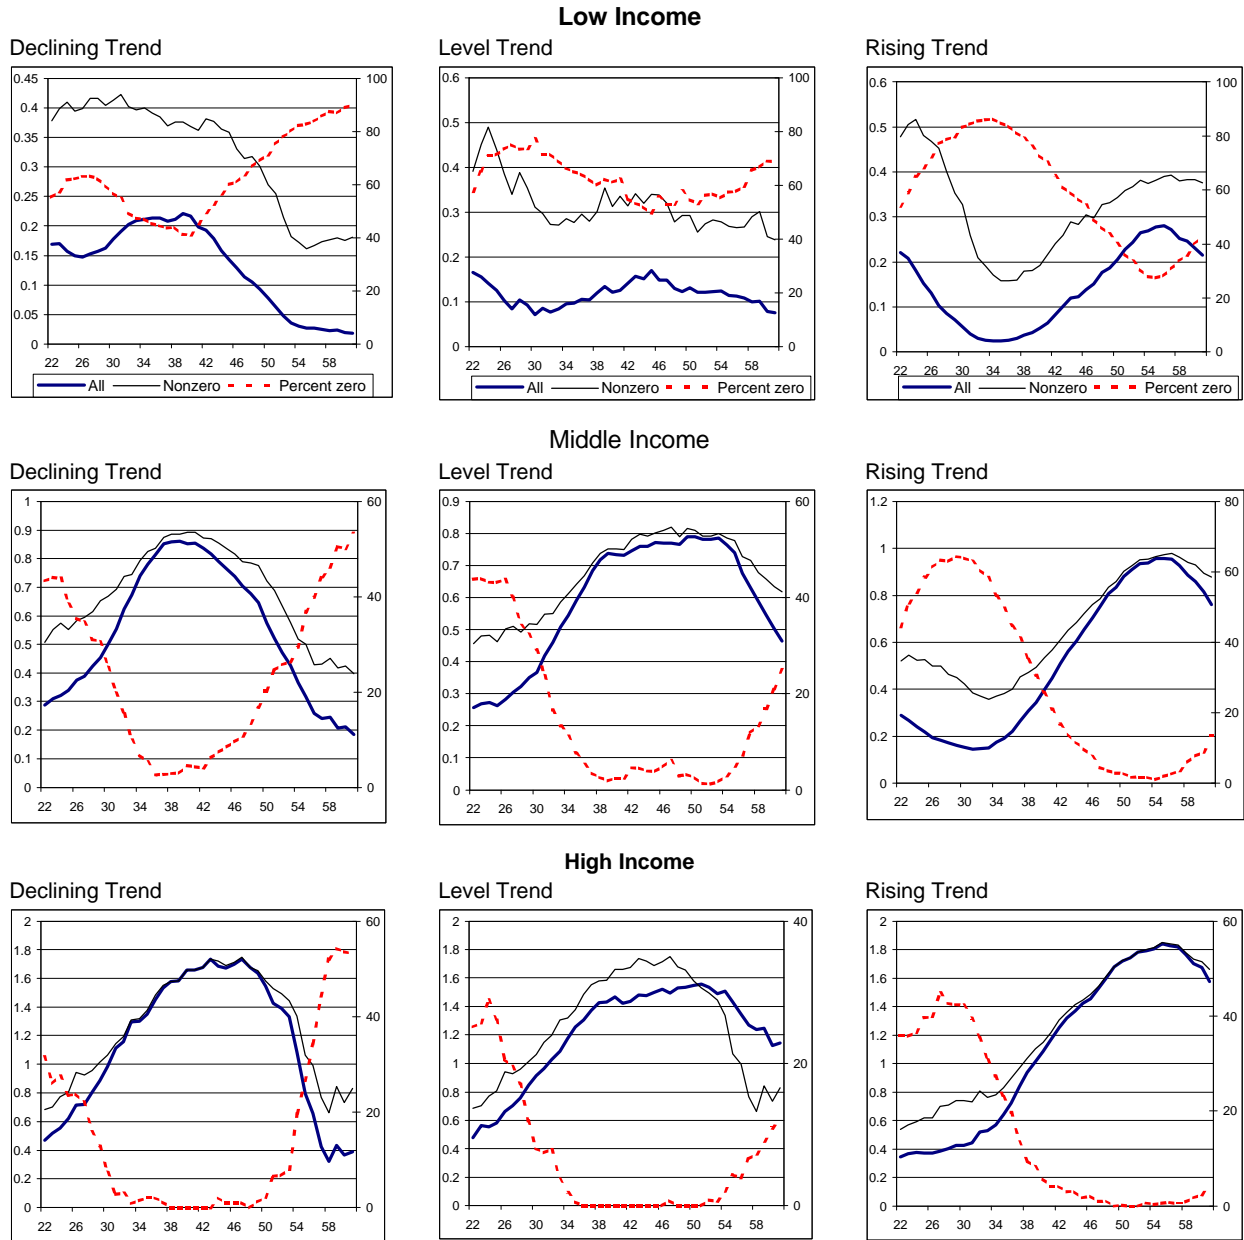 Low Income
Declining Trend Level Trend Rising Trend
0.45 0.4 0.35 0.3 0.25 0.2 0.15 0.1 0.05 0
100 80 60 40 20 0
22 26 30 34 38 42 46 50 54 58
All Nonzero Percent zero
0.6 0.5 0.4 0.3 0.2 0.1 0
100 80 60 40 20 0
22 26 30 34 38 42 46 50 54 58
All Nonzero Percent zero
0.6 0.5 0.4 0.3 0.2 0.1 0
100 80 60 40 20 0
22 26 30 34 38 42 46 50 54 58
All Nonzero Percent zero
Middle Income
Declining Trend Level Trend Rising Trend
1 0.9 0.8 0.7 0.6 0.5 0.4 0.3 0.2 0.1 0
60 40 20 0
22 26 30 34 38 42 46 50 54 58
0.9 0.8 0.7 0.6 0.5 0.4 0.3 0.2 0.1 0
60 40 20 0
22 26 30 34 38 42 46 50 54 58
1.2 1 0.8 0.6 0.4 0.2 0
80 60 40 20 0
22 26 30 34 38 42 46 50 54 58
High Income
Declining Trend Level Trend Rising Trend
2 1.8 1.6 1.4 1.2 1 0.8 0.6 0.4 0.2 0
60 40 20 0
22 26 30 34 38 42 46 50 54 58
2 1.8 1.6 1.4 1.2 1 0.8 0.6 0.4 0.2 0
40 20 0
22 26 30 34 38 42 46 50 54 58
2 1.8 1.6 1.4 1.2 1 0.8 0.6 0.4 0.2 0
60 40 20 0
22 26 30 34 38 42 46 50 54 58